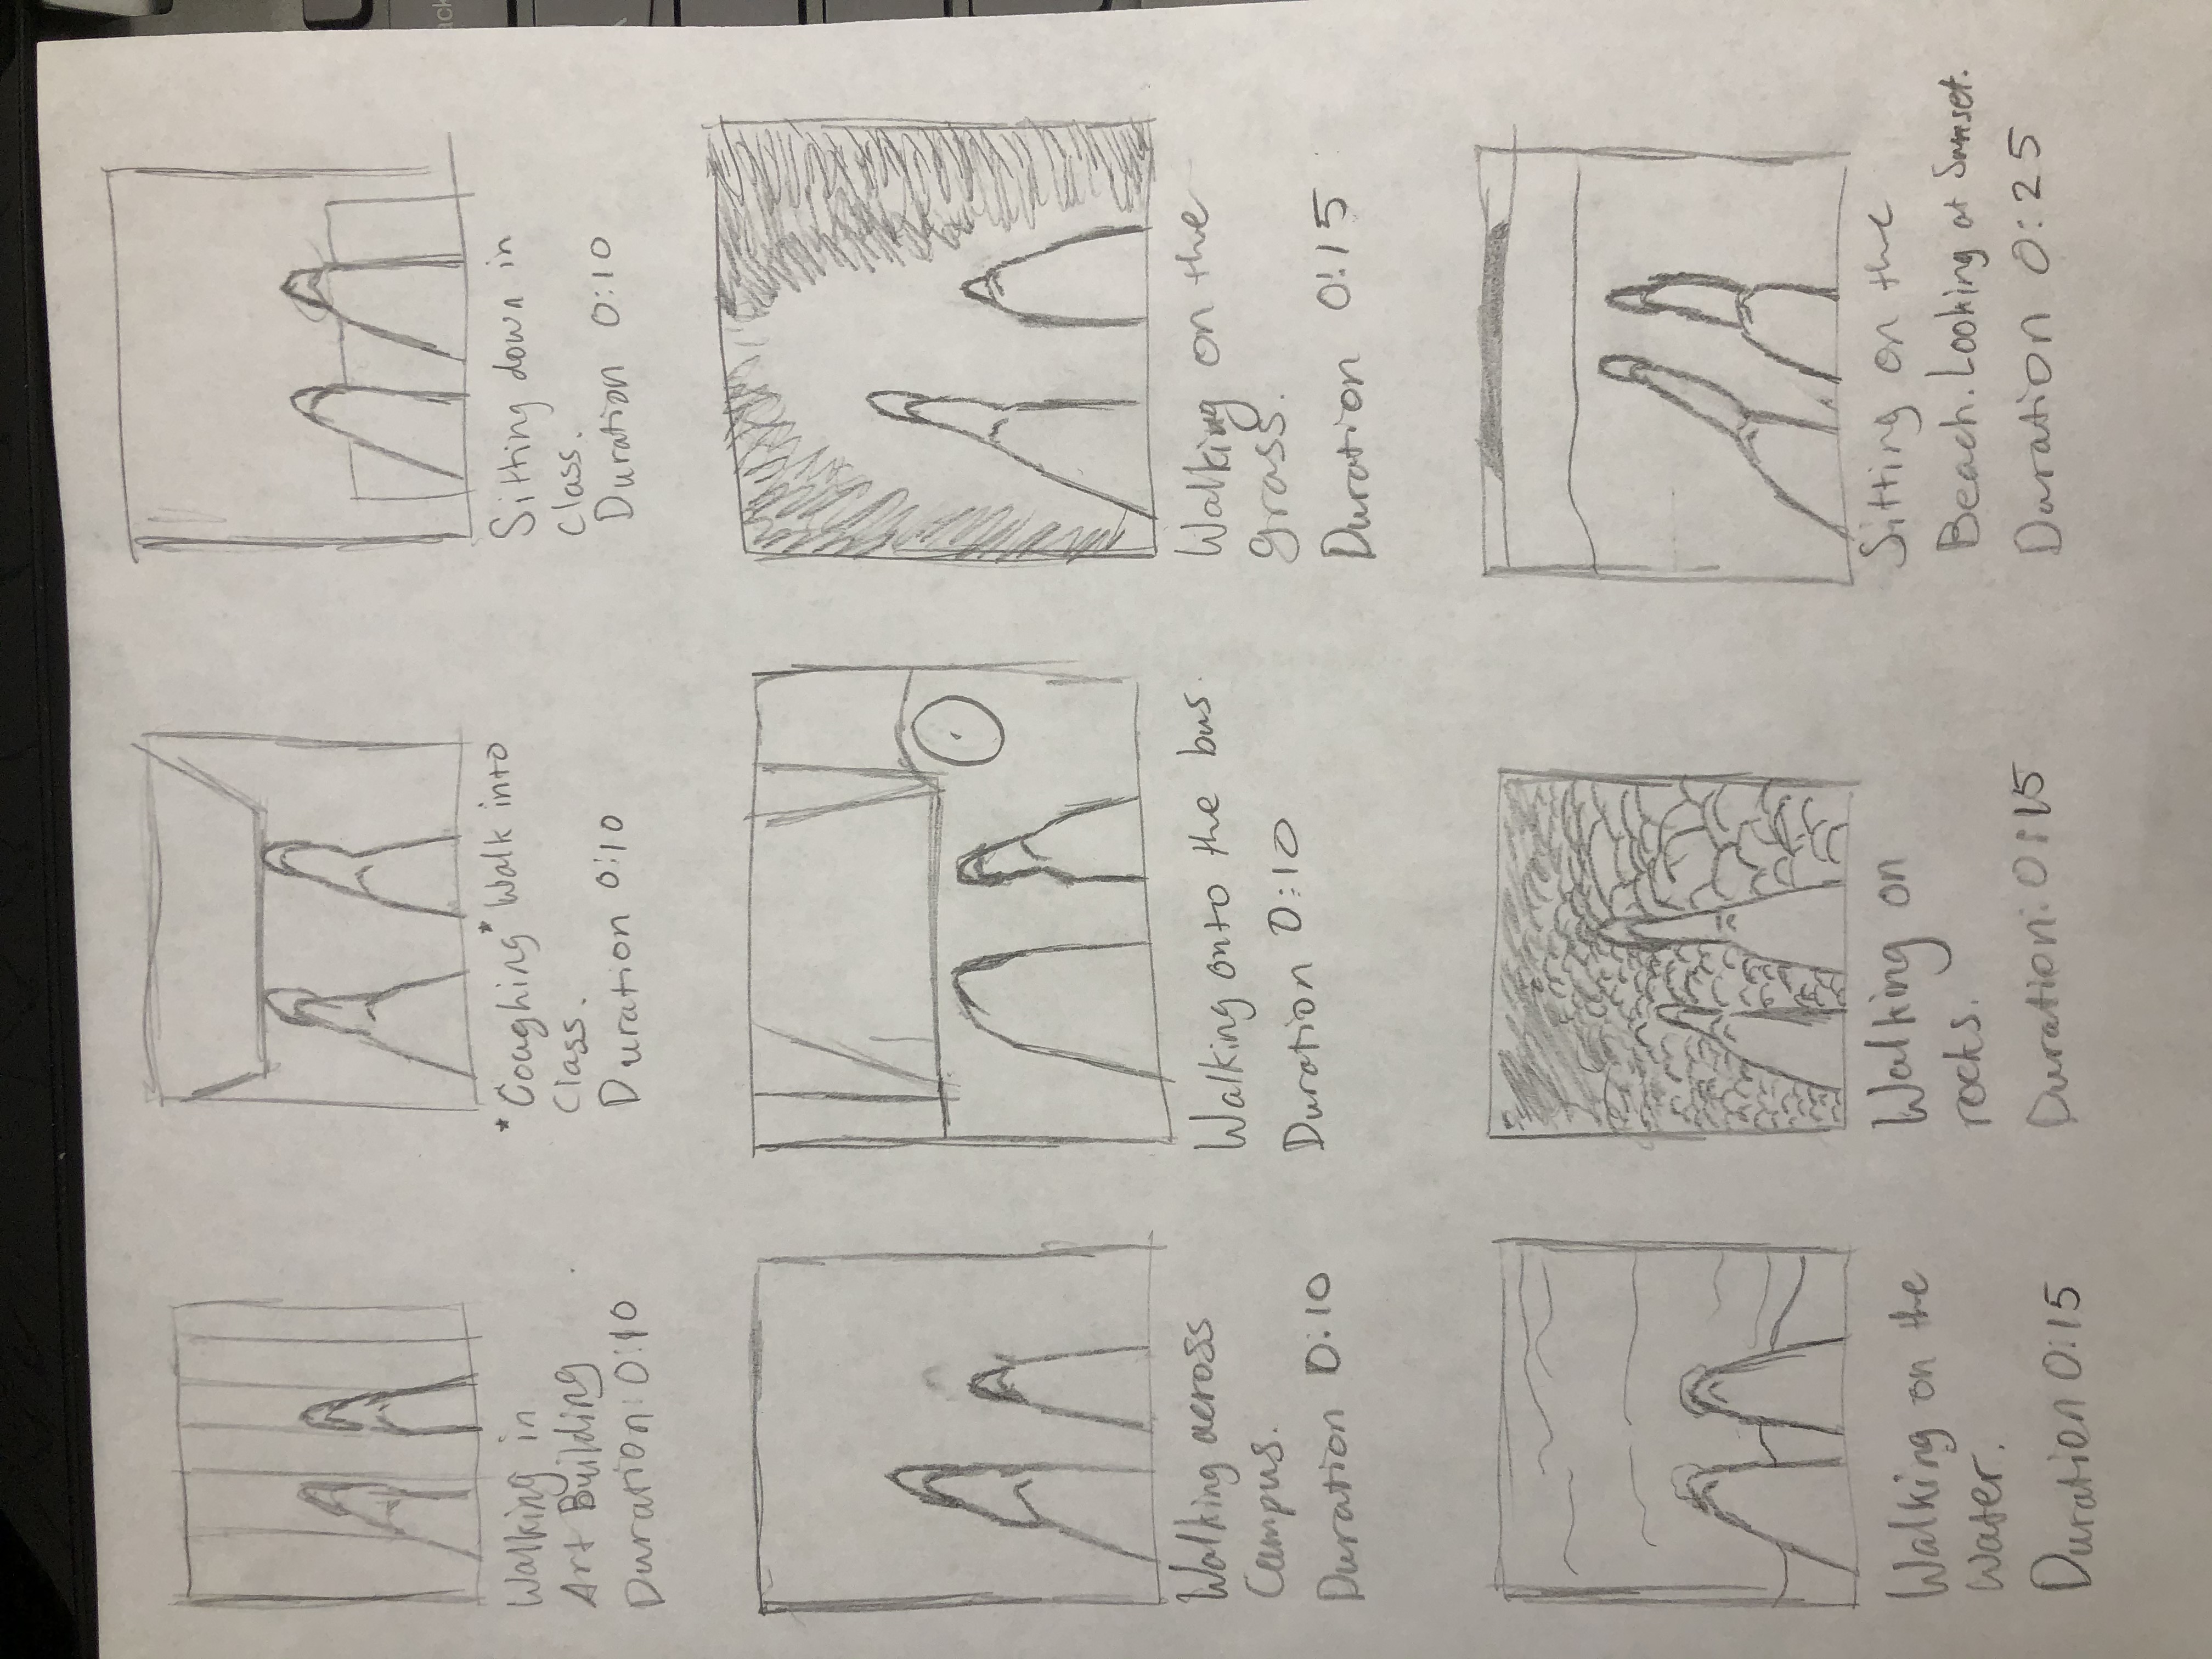 Walking in
Art Building
Duration: 0:10
*Coughing* Walk into
Class.
Duration 0:10
Sitting down in
class.
Duration 0:10
Walking across
Campus.
Duration 0:10
Walking onto the bus.
Duration 0:10
Walking on the
grass.
Duration 0:15
Walking on the
Water.
Duration 0:15
Walking on
rocks.
Duration: 0:15
Sitting on the
Beach. Looking at Sunset.
Duration 0:25